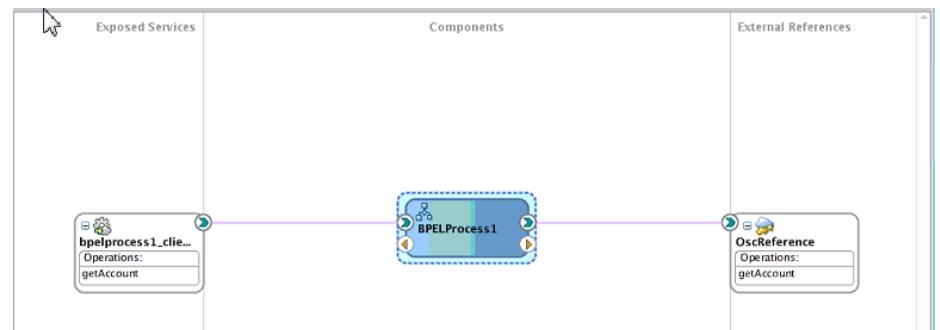 Exposed Services
Components
External References
bpelprocess1_clie...
Operations:
getAccount
BPELProcess1
OscReference
Operations:
getAccount